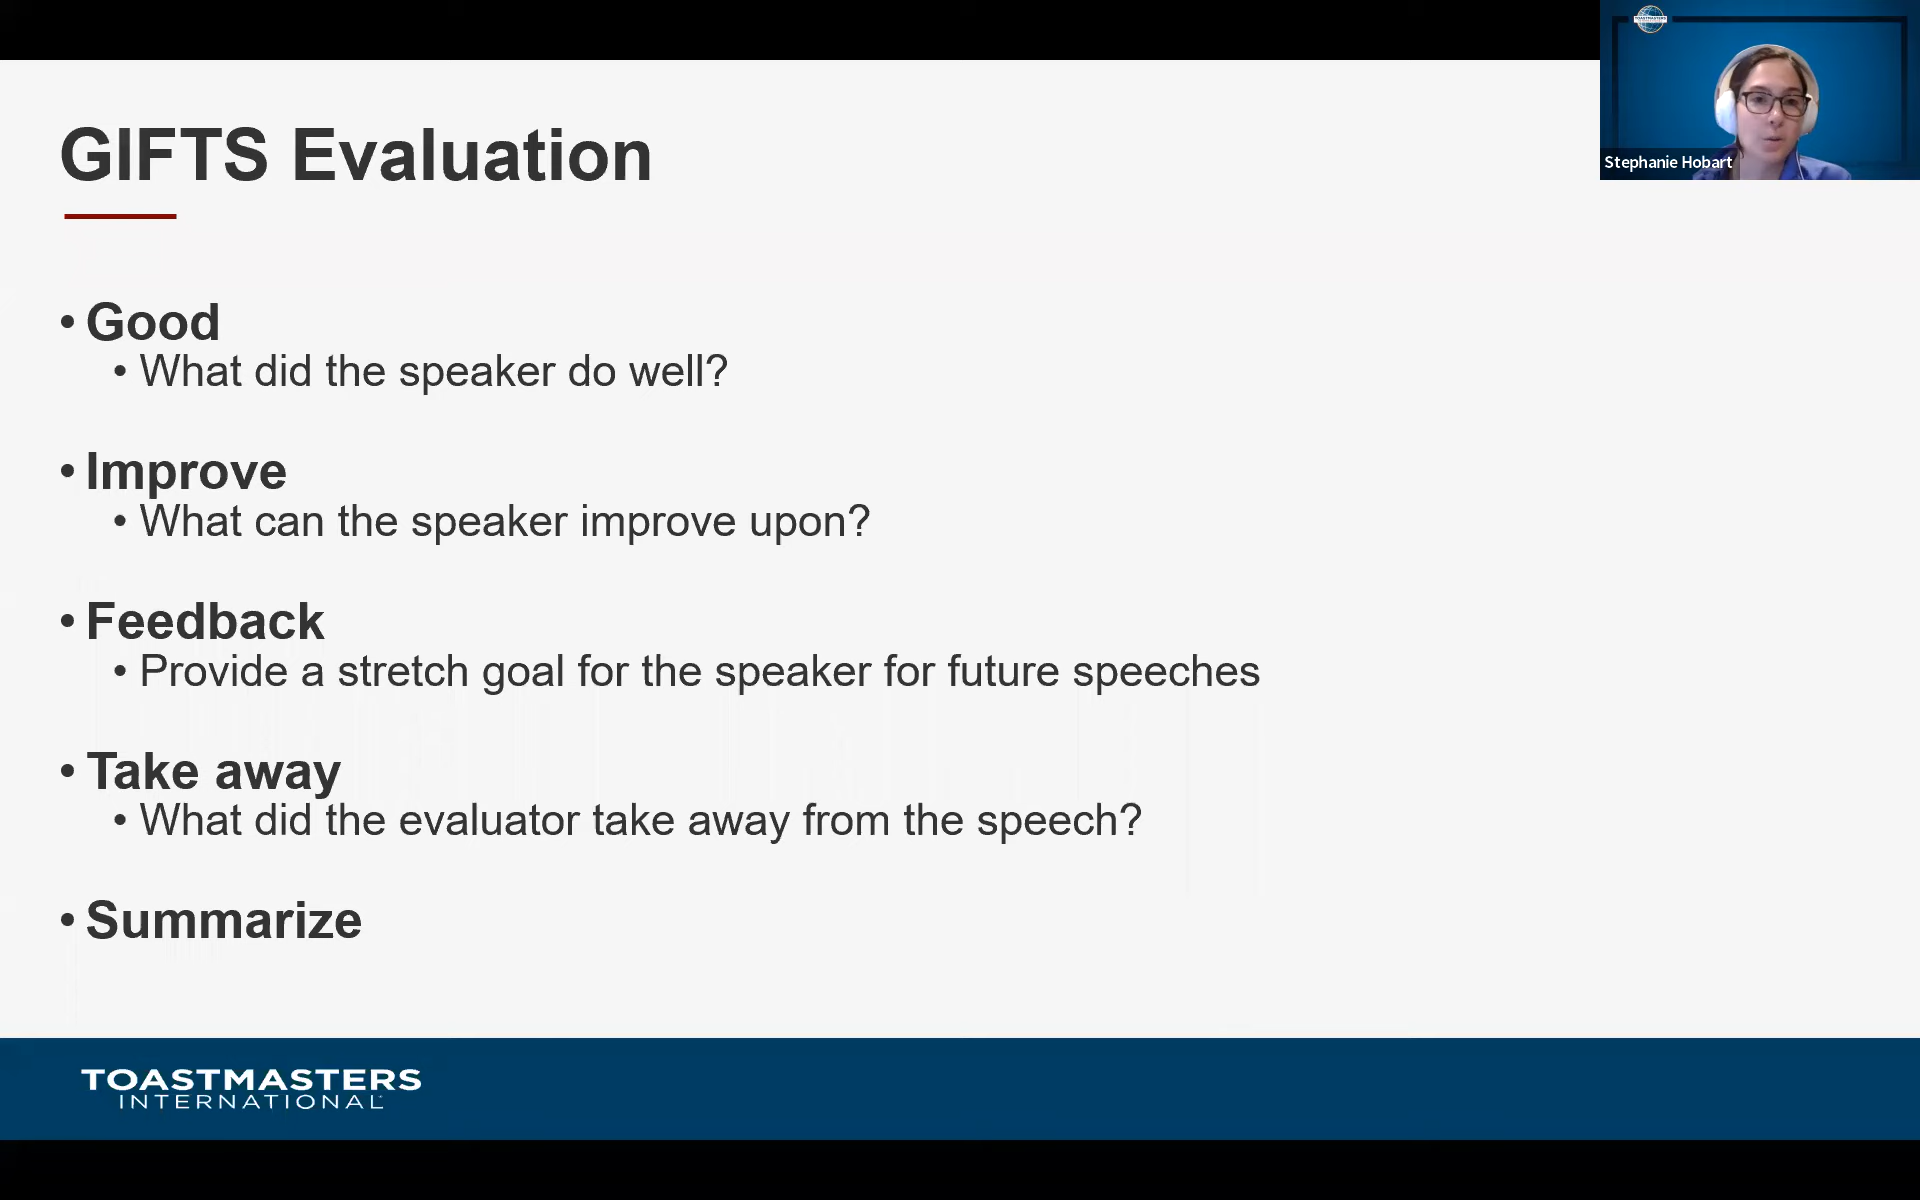 GIFTS Evaluation
• Good
• What did the speaker do well?
• Improve
• What can the speaker improve upon?
• Feedback
• Provide a stretch goal for the speaker for future speeches
• Take away
• What did the evaluator take away from the speech?
• Summarize
TOASTMASTERS
INTERNATIONAL
TOASTMASTERS
Stephanie Hobart